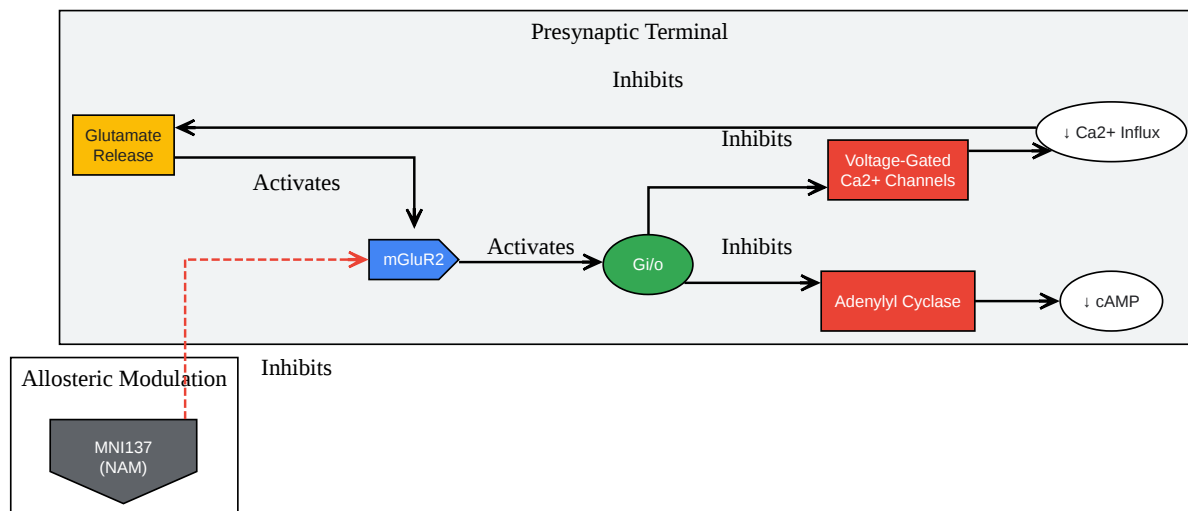 Presynaptic Terminal
Inhibits
Glutamate
Release
↓ Ca2+ Influx
Inhibits
Voltage-Gated
Ca2+ Channels
Activates
mGluR2
Activates
Gi/o
Inhibits
Adenylyl Cyclase
↓ cAMP
Inhibits
Allosteric Modulation
MNI137
(NAM)